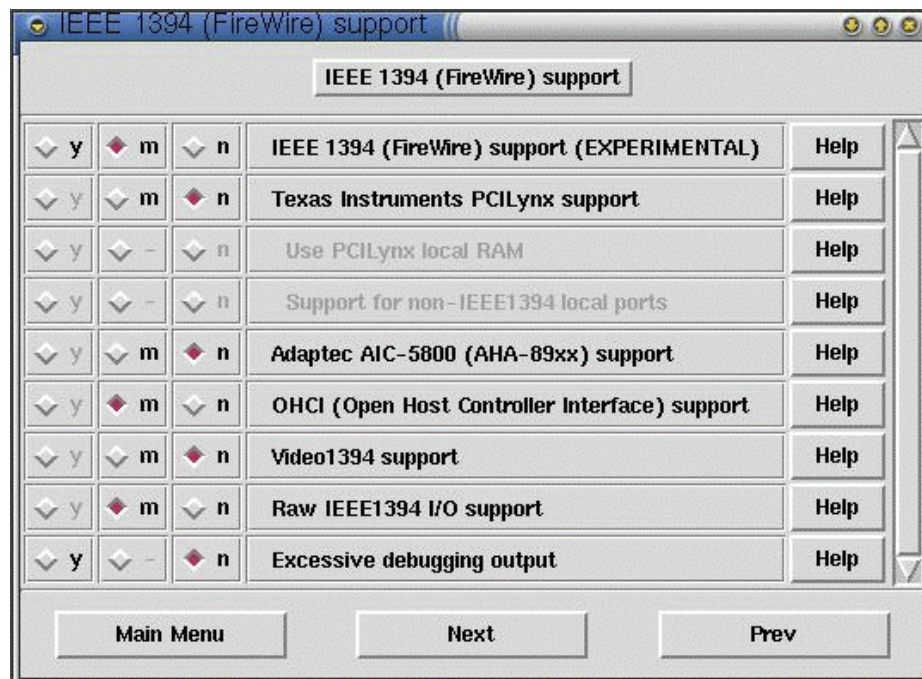 IEEE 1394 (FireWire) support
IEEE 1394 (FireWire) support
y m n IEEE 1394 (FireWire) support (EXPERIMENTAL) Help
y m n Texas Instruments PCILynx support Help
y - n Use PCILynx local RAM Help
y - n Support for non-IEEE1394 local ports Help
y m n Adaptec AIC-5800 (AHA-89xx) support Help
y m n OHCI (Open Host Controller Interface) support Help
y m n Video1394 support Help
y m n Raw IEEE1394 I/O support Help
y - n Excessive debugging output Help
Main Menu Next Prev